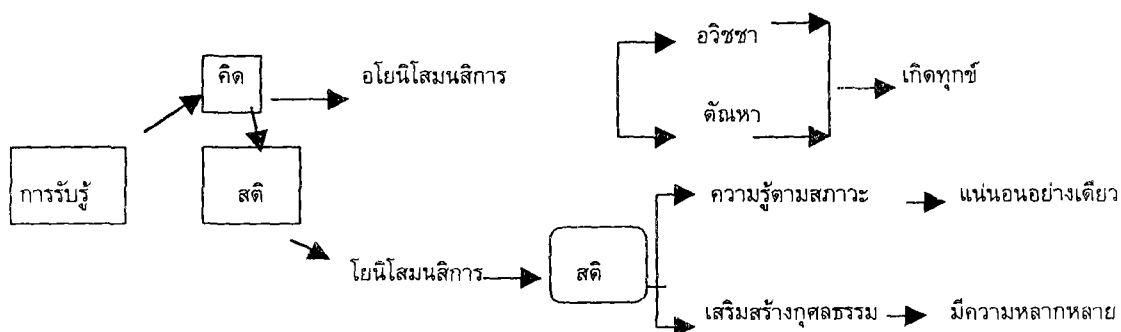 คิด
อโยนิโสมนสิการ
อวิชชา
ตัณหา
เกิดทุกข์
การรับรู้
สติ
โยนิโสมนสิการ
สติ
ความรู้ตามสภาวะ
แน่นอนอย่างเดียว
เสริมสร้างกุศลธรรม
มีความหลากหลาย